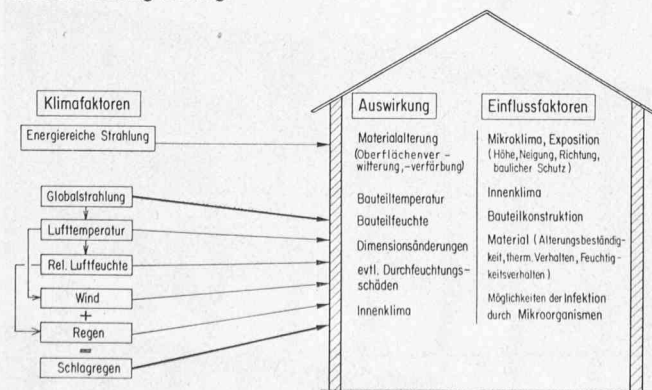 Klimafaktoren
Energiereiche Strahlung
Globalstrahlung
Lufttemperatur
Rel. Luftfeuchte
Wind
+
Regen
=
Schlagregen
Auswirkung
Materialalterung
(Oberflächenver-
witterung,-verfärbung)
Bauteiltemperatur
Bauteilfeuchte
Dimensionsänderungen
evtl. Durchfeuchtungs-
schäden
Innenklima
Einflussfaktoren
Mikroklima, Exposition
(Höhe, Neigung, Richtung,
baulicher Schutz)
Innenklima
Bauteilkonstruktion
Material (Alterungsbeständig-
keit, therm. Verhalten, Feuchtig-
keitsverhalten)
Möglichkeiten der Infektion
durch Mikroorganismen